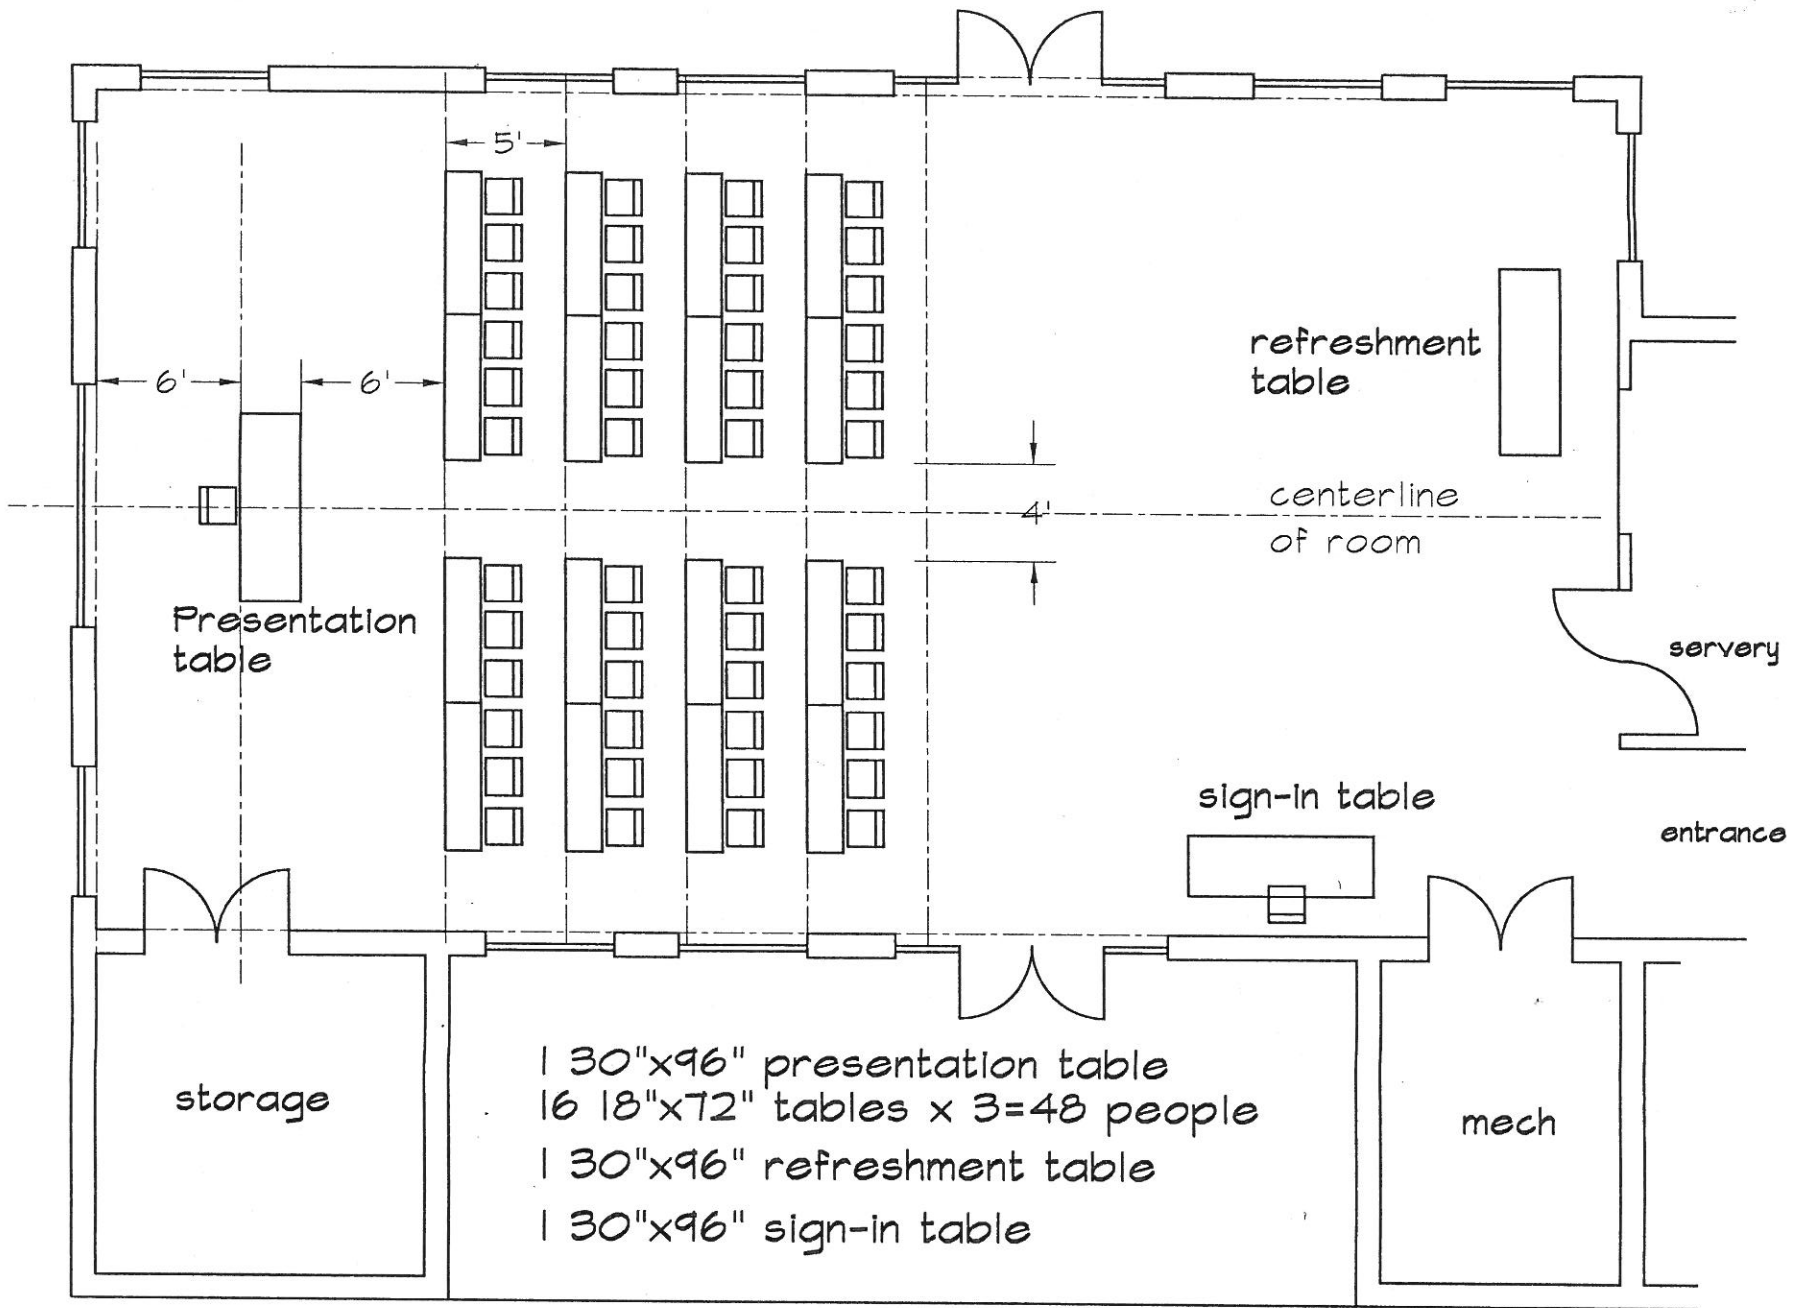 5'
6'
6'
refreshment
table
centerline
of room
4'
Presentation
table
servery
sign-in table
entrance
storage
mech
1 30"x96" presentation table
16 18"x72" tables x 3=48 people
1 30"x96" refreshment table
1 30"x96" sign-in table